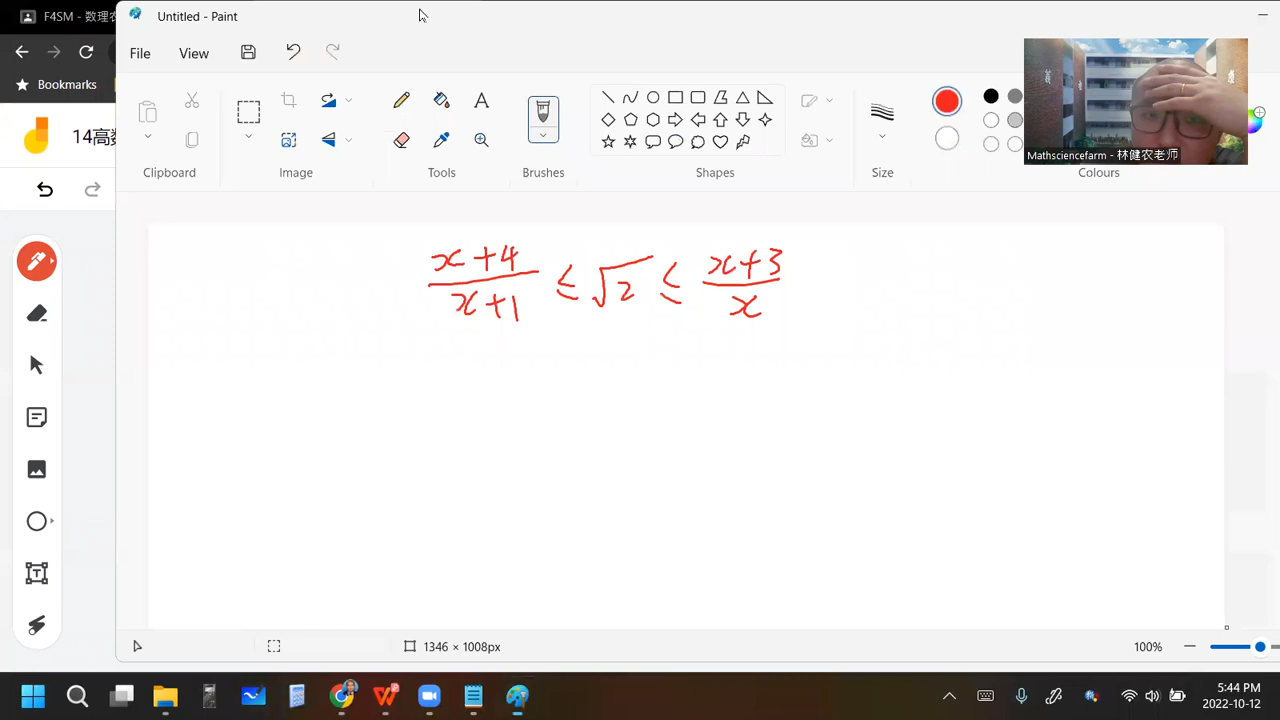 F4SM - 数理农
Untitled - Paint
File View
Bookmarks
14高数
Clipboard Image Tools Brushes Shapes Size Colours
Mathsciencefarm - 林健农老师
(x+4)/(x+1) ≤ √2 ≤ (x+3)/x
1346 × 1008px 100%
5:44 PM
2022-10-12